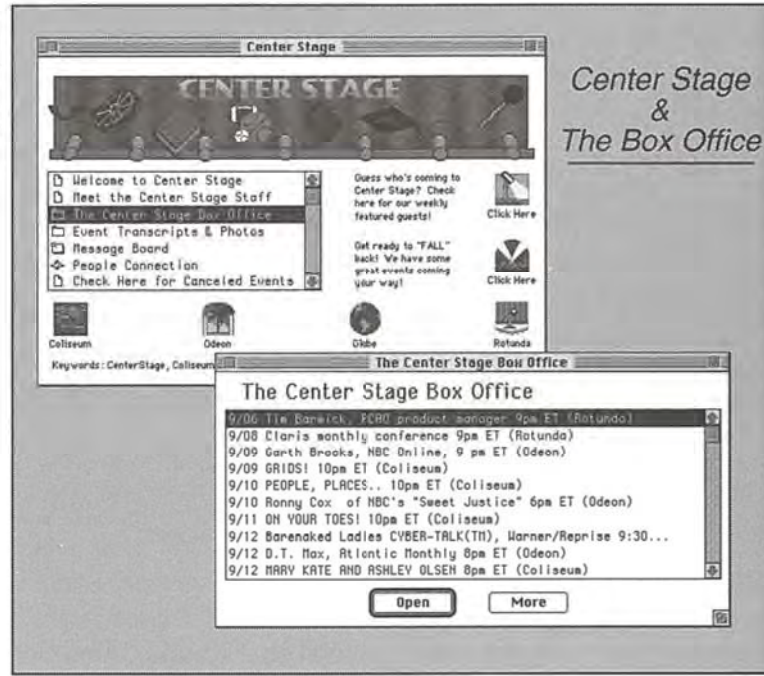 Center Stage
CENTER STAGE
Center Stage
&
The Box Office
Welcome to Center Stage
Meet the Center Stage Staff
The Center Stage Box Office
Event Transcripts & Photos
Message Board
People Connection
Check Here for Canceled Events
Guess who's coming to
Center Stage? Check
here for our weekly
featured guests!
Click Here
Get ready to "FALL"
back! We have some
great events coming
your way!
Click Here
Coliseum
Odeon
Globe
Rotunda
Keywords: CenterStage, Coliseum
The Center Stage Box Office
The Center Stage Box Office
9/06 Tim Barwick, PCAO product manager 9pm ET (Rotunda)
9/08 Claris monthly conference 9pm ET (Rotunda)
9/09 Garth Brooks, NBC Online, 9 pm ET (Odeon)
9/09 GRIDS! 10pm ET (Coliseum)
9/10 PEOPLE, PLACES.. 10pm ET (Coliseum)
9/10 Ronny Cox of NBC's "Sweet Justice" 6pm ET (Odeon)
9/11 ON YOUR TOES! 10pm ET (Coliseum)
9/12 Barenaked Ladies CYBER-TALK(TM), Warner/Reprise 9:30...
9/12 D.T. Max, Atlantic Monthly 8pm ET (Odeon)
9/12 MARY KATE AND ASHLEY OLSEN 8pm ET (Coliseum)
Open
More